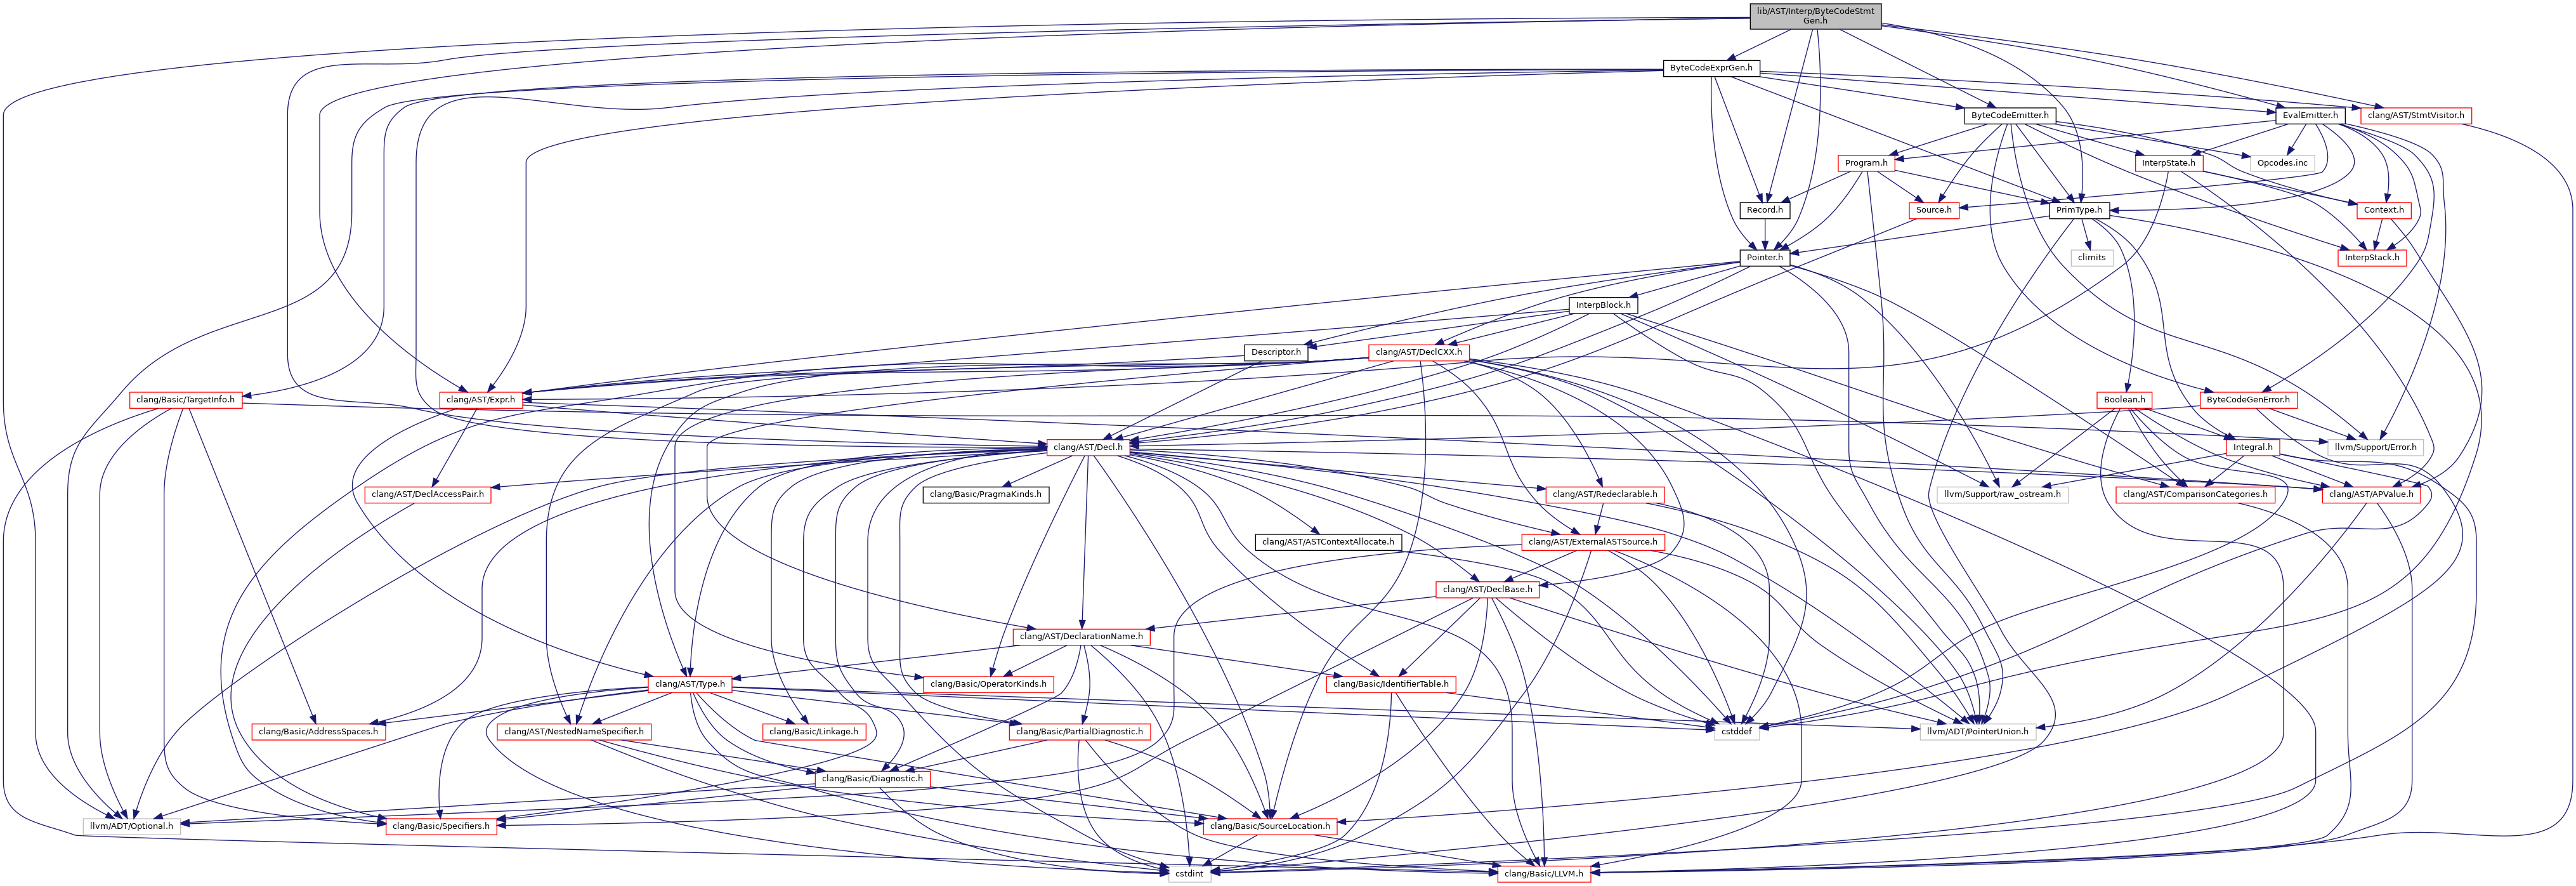 lib/AST/Interp/ByteCodeStmt
Gen.h
ByteCodeExprGen.h
ByteCodeEmitter.h
EvalEmitter.h
clang/AST/StmtVisitor.h
Program.h
InterpState.h
Opcodes.inc
Record.h
Source.h
PrimType.h
Context.h
Pointer.h
climits
InterpStack.h
InterpBlock.h
Descriptor.h
clang/AST/DeclCXX.h
clang/Basic/TargetInfo.h
clang/AST/Expr.h
Boolean.h
ByteCodeGenError.h
clang/AST/Decl.h
Integral.h
llvm/Support/Error.h
clang/AST/DeclAccessPair.h
clang/Basic/PragmaKinds.h
clang/AST/Redeclarable.h
llvm/Support/raw_ostream.h
clang/AST/ComparisonCategories.h
clang/AST/APValue.h
clang/AST/ASTContextAllocate.h
clang/AST/ExternalASTSource.h
clang/AST/DeclBase.h
clang/AST/DeclarationName.h
clang/AST/Type.h
clang/Basic/OperatorKinds.h
clang/Basic/IdentifierTable.h
clang/Basic/AddressSpaces.h
clang/AST/NestedNameSpecifier.h
clang/Basic/Linkage.h
clang/Basic/PartialDiagnostic.h
cstddef
llvm/ADT/PointerUnion.h
clang/Basic/Diagnostic.h
llvm/ADT/Optional.h
clang/Basic/Specifiers.h
clang/Basic/SourceLocation.h
cstdint
clang/Basic/LLVM.h